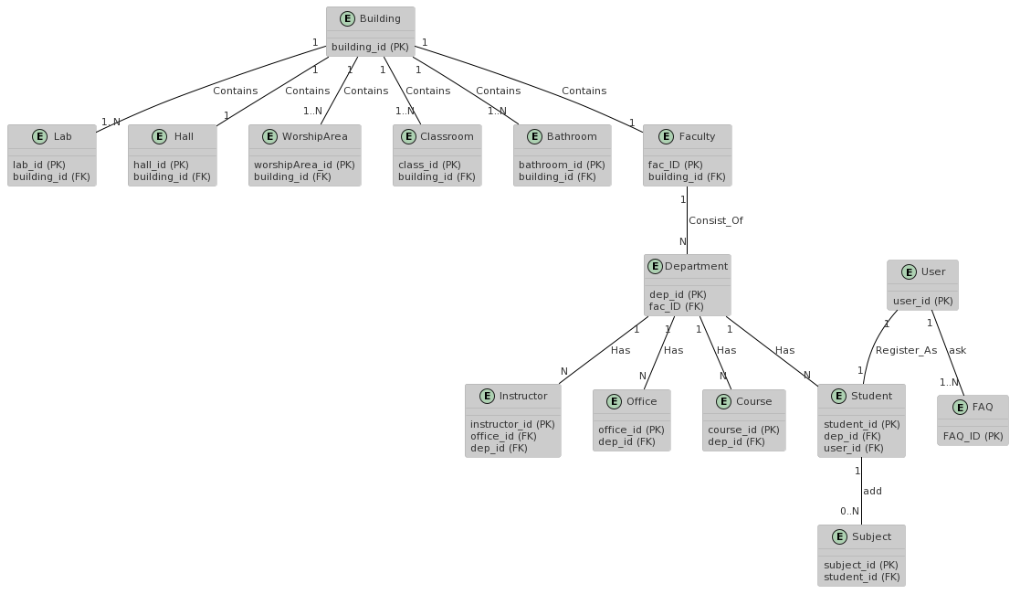 E Building
building_id (PK)
1 1 1 1 1 1
Contains Contains Contains Contains Contains Contains
1..N 1 1..N 1..N 1..N 1
E Lab
lab_id (PK)
building_id (FK)
E Hall
hall_id (PK)
building_id (FK)
E WorshipArea
worshipArea_id (PK)
building_id (FK)
E Classroom
class_id (PK)
building_id (FK)
E Bathroom
bathroom_id (PK)
building_id (FK)
E Faculty
fac_ID (PK)
building_id (FK)
1
Consist_Of
N
E Department
dep_id (PK)
fac_ID (FK)
E User
user_id (PK)
1 1 1 1 1 1
Has Has Has Has Register_As ask
N N N N 1 1..N
E Instructor
instructor_id (PK)
office_id (FK)
dep_id (FK)
E Office
office_id (PK)
dep_id (FK)
E Course
course_id (PK)
dep_id (FK)
E Student
student_id (PK)
dep_id (FK)
user_id (FK)
E FAQ
FAQ_ID (PK)
1
add
0..N
E Subject
subject_id (PK)
student_id (FK)